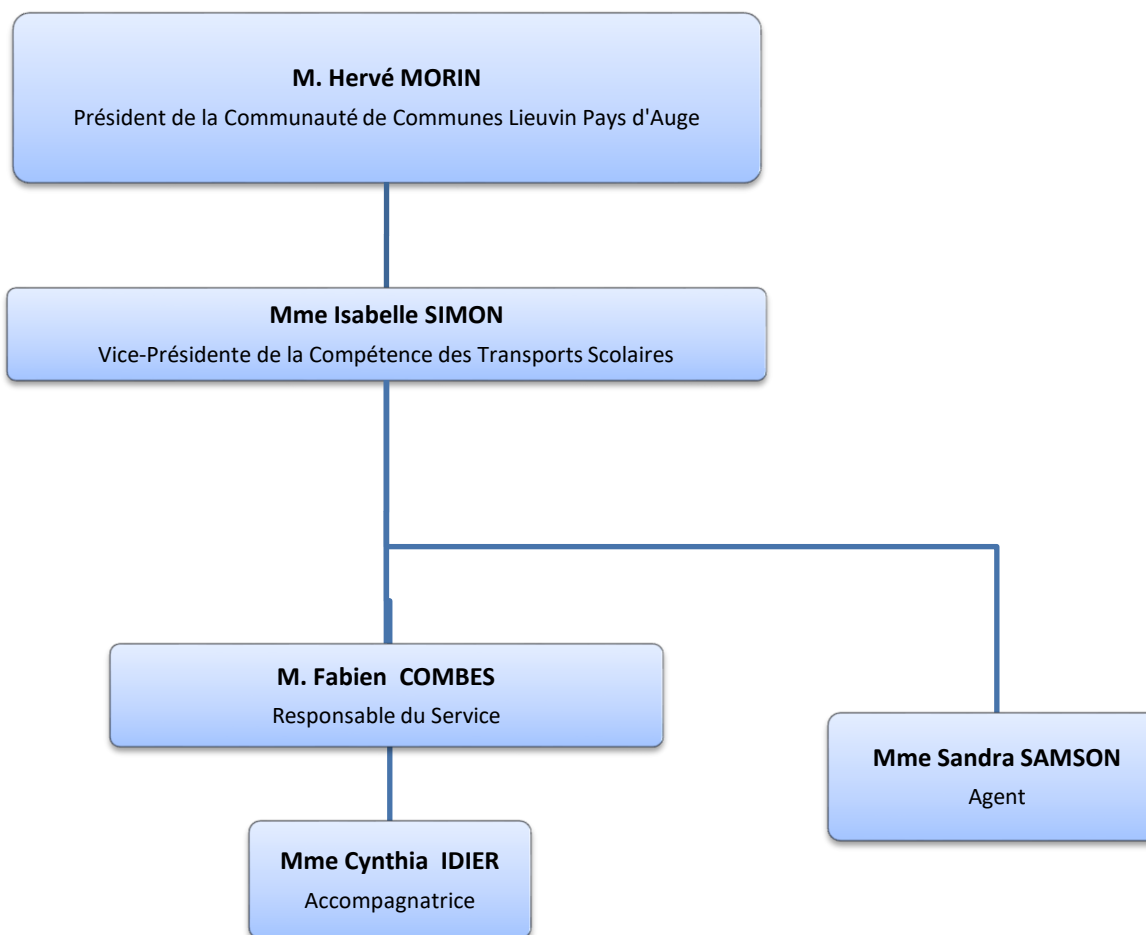 M. Hervé MORIN
Président de la Communauté de Communes Lieuvin Pays d'Auge
Mme Isabelle SIMON
Vice-Présidente de la Compétence des Transports Scolaires
M. Fabien  COMBES
Responsable du Service
Mme Sandra SAMSON
Agent
Mme Cynthia  IDIER
Accompagnatrice